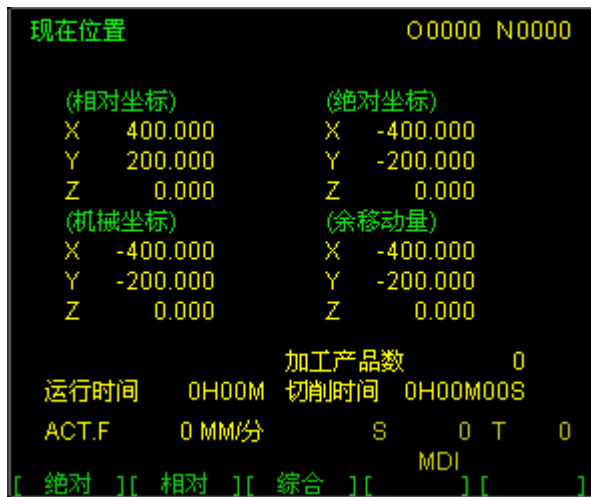 现在位置 O0000 N0000
(相对坐标) (绝对坐标)
X 400.000 X -400.000
Y 200.000 Y -200.000
Z 0.000 Z 0.000
(机械坐标) (余移动量)
X -400.000 X -400.000
Y -200.000 Y -200.000
Z 0.000 Z 0.000
加工产品数 0
运行时间 0H00M 切削时间 0H00M00S
ACT.F 0 MM/分 S 0 T 0
MDI
[ 绝对 ][ 相对 ][ 综合 ][ ][ ]